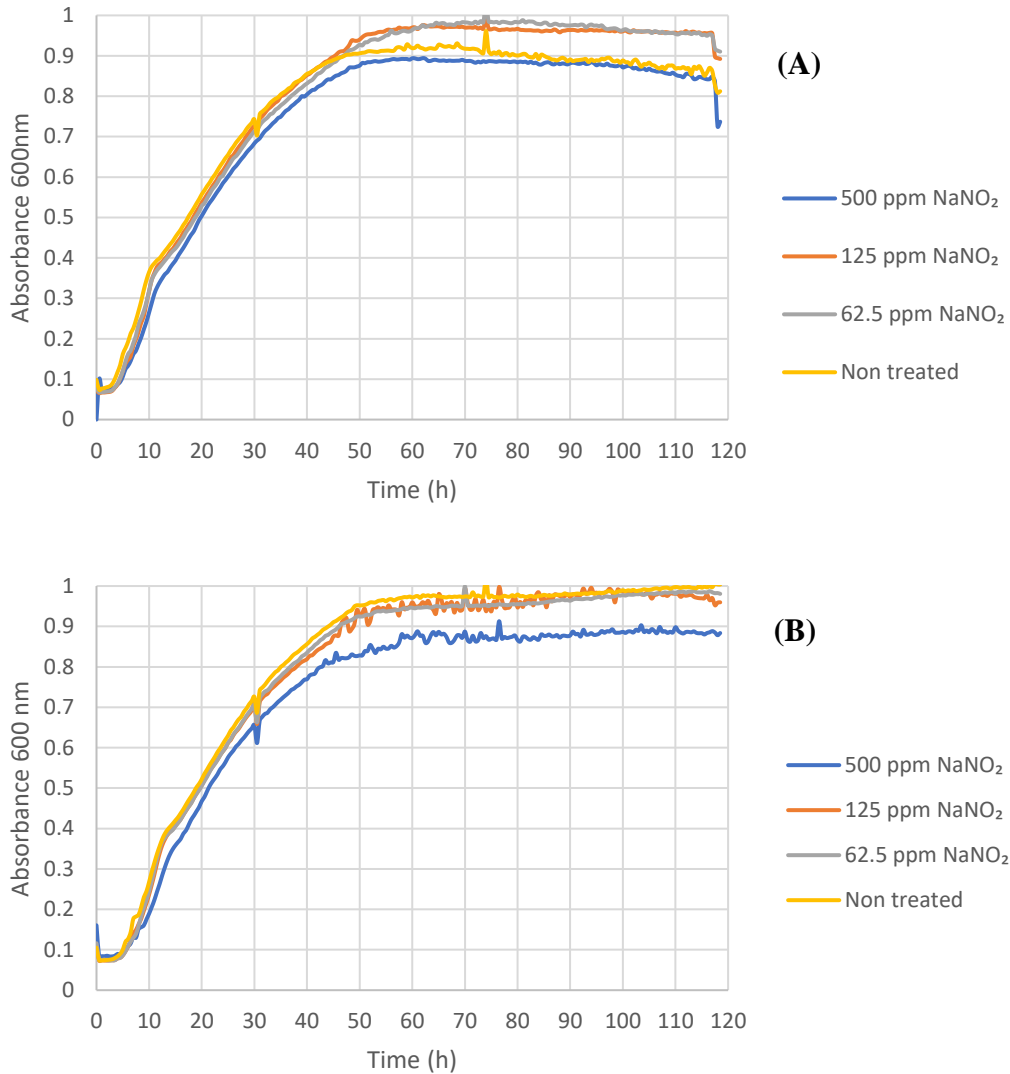 1
0.9
0.8
0.7
0.6
0.5
0.4
0.3
0.2
0.1
0
Absorbance 600nm
0 10 20 30 40 50 60 70 80 90 100 110 120
Time (h)
(A)
500 ppm NaNO₂
125 ppm NaNO₂
62.5 ppm NaNO₂
Non treated
1
0.9
0.8
0.7
0.6
0.5
0.4
0.3
0.2
0.1
0
Absorbance 600 nm
0 10 20 30 40 50 60 70 80 90 100 110 120
Time (h)
(B)
500 ppm NaNO₂
125 ppm NaNO₂
62.5 ppm NaNO₂
Non treated